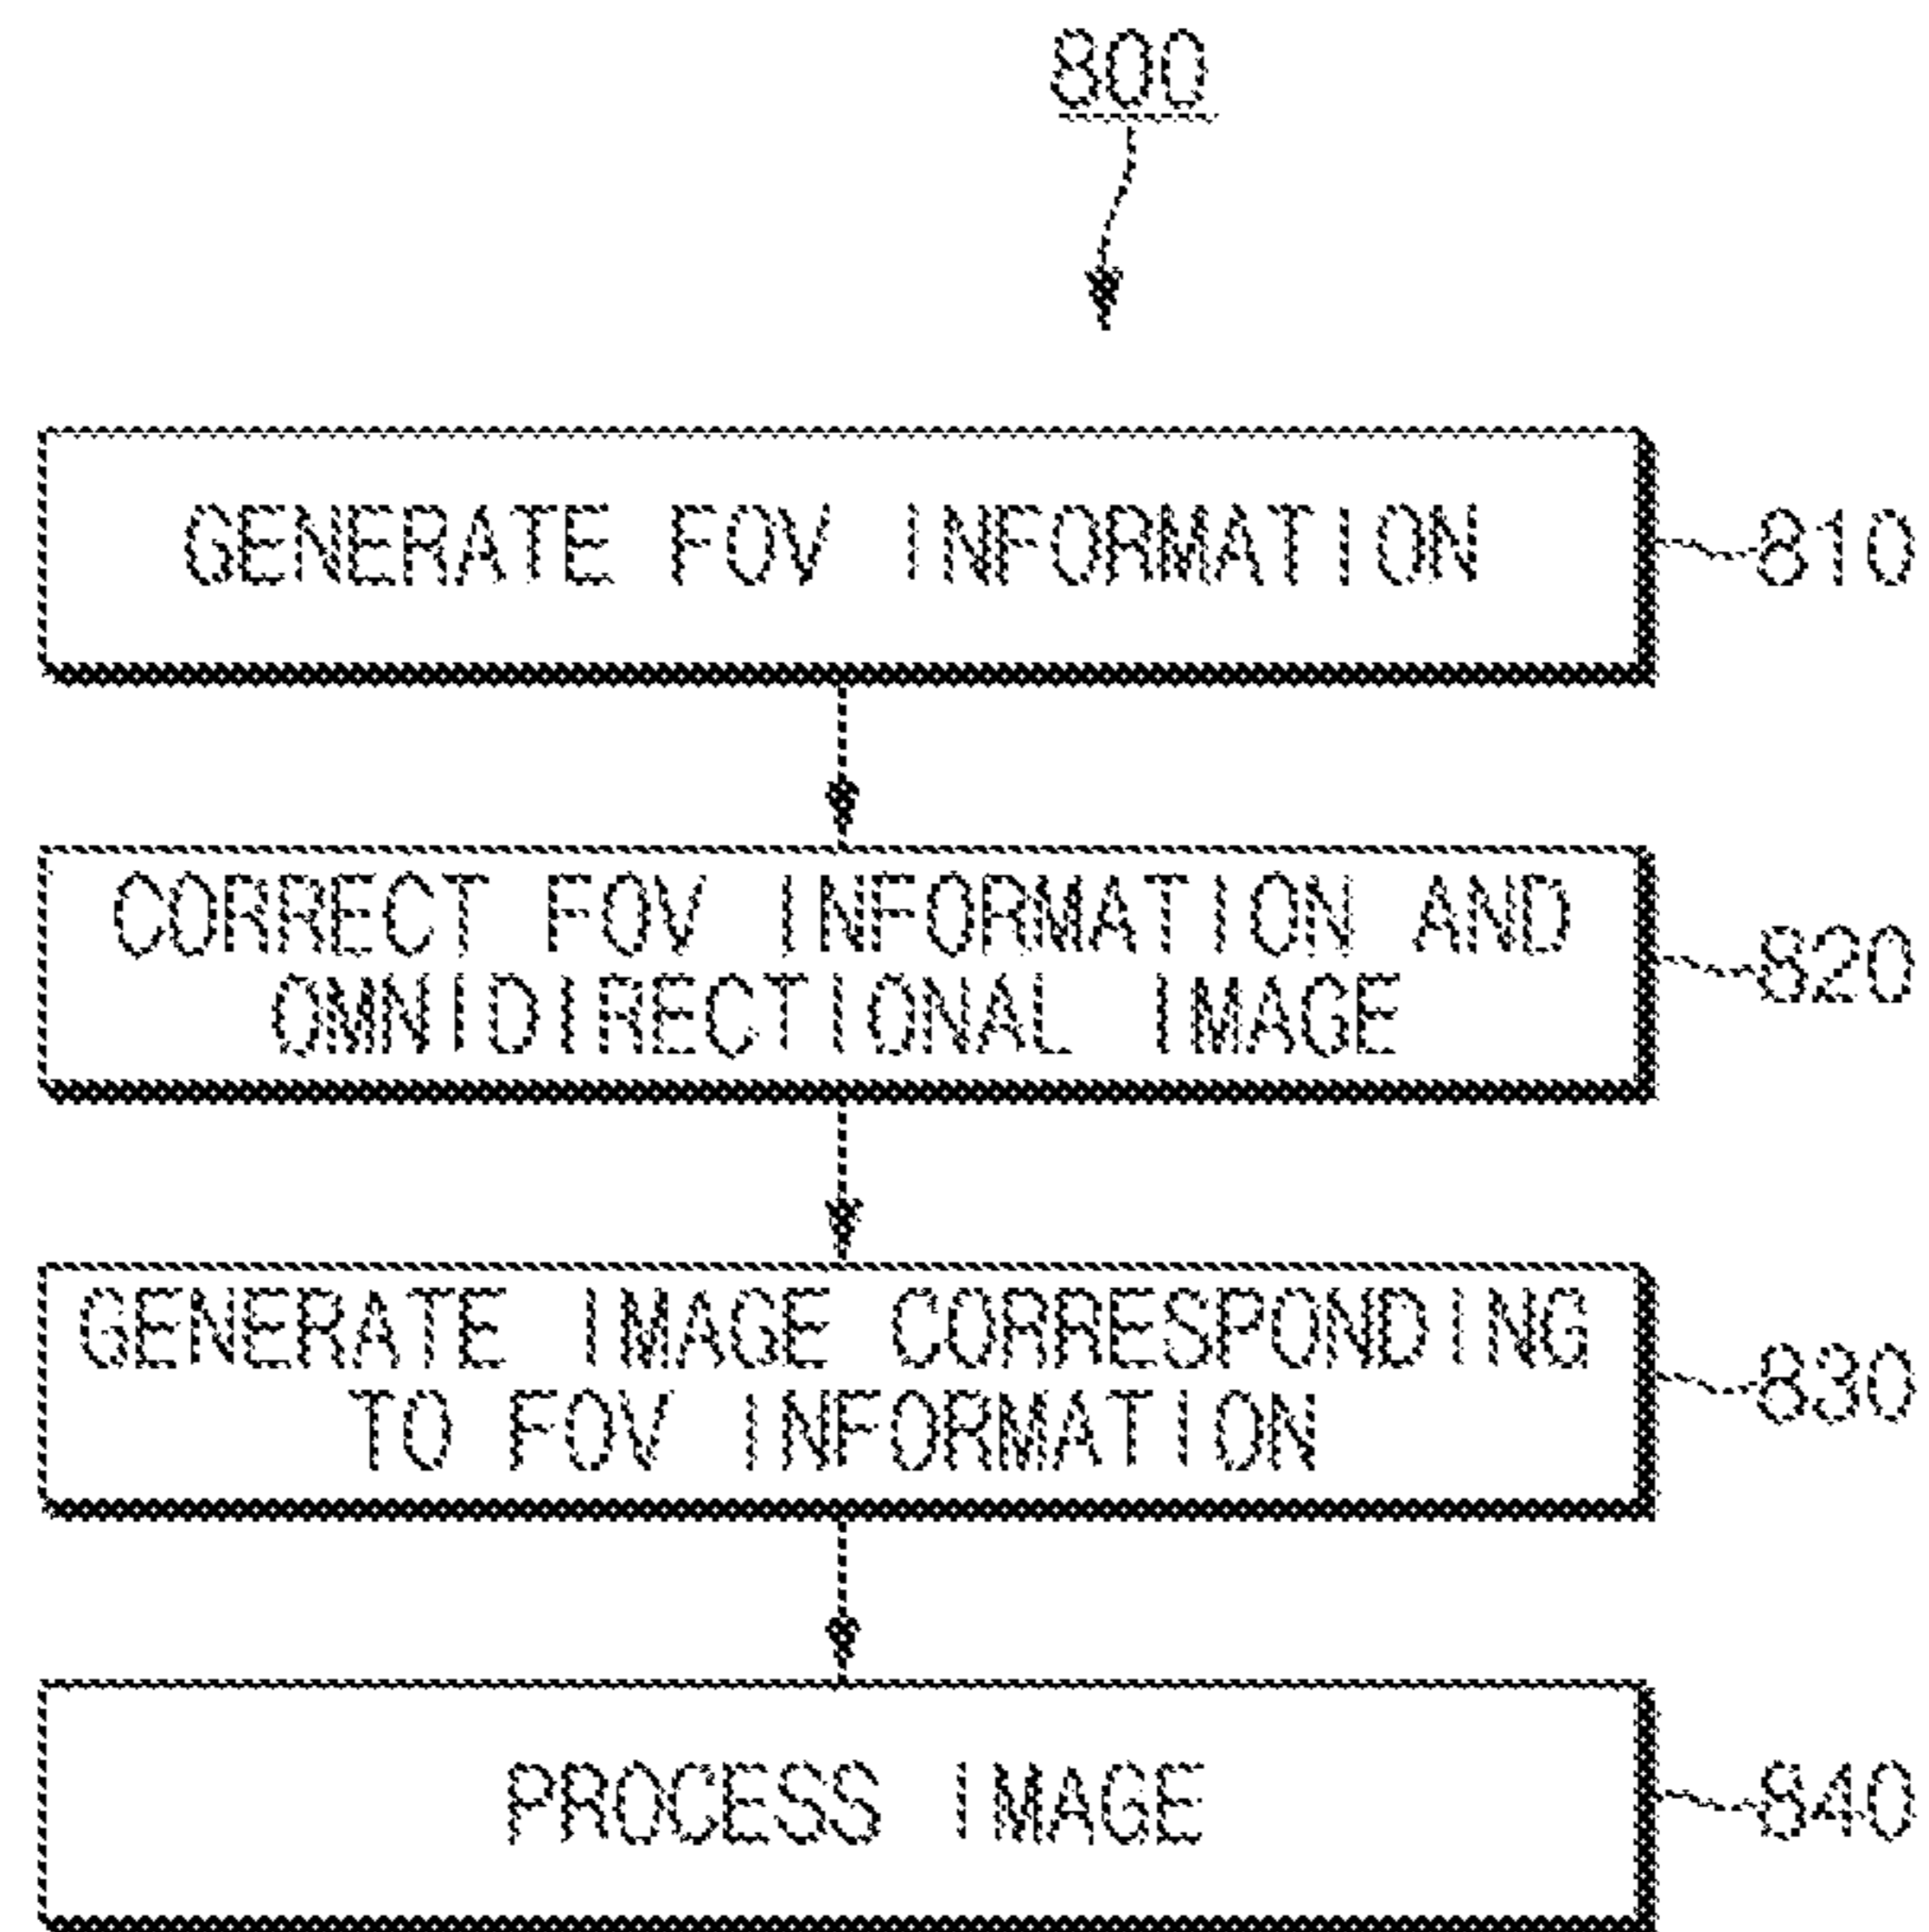 800
GENERATE FOV INFORMATION
810
CORRECT FOV INFORMATION AND
OMNIDIRECTIONAL IMAGE
820
GENERATE IMAGE CORRESPONDING
TO FOV INFORMATION
830
PROCESS IMAGE
840